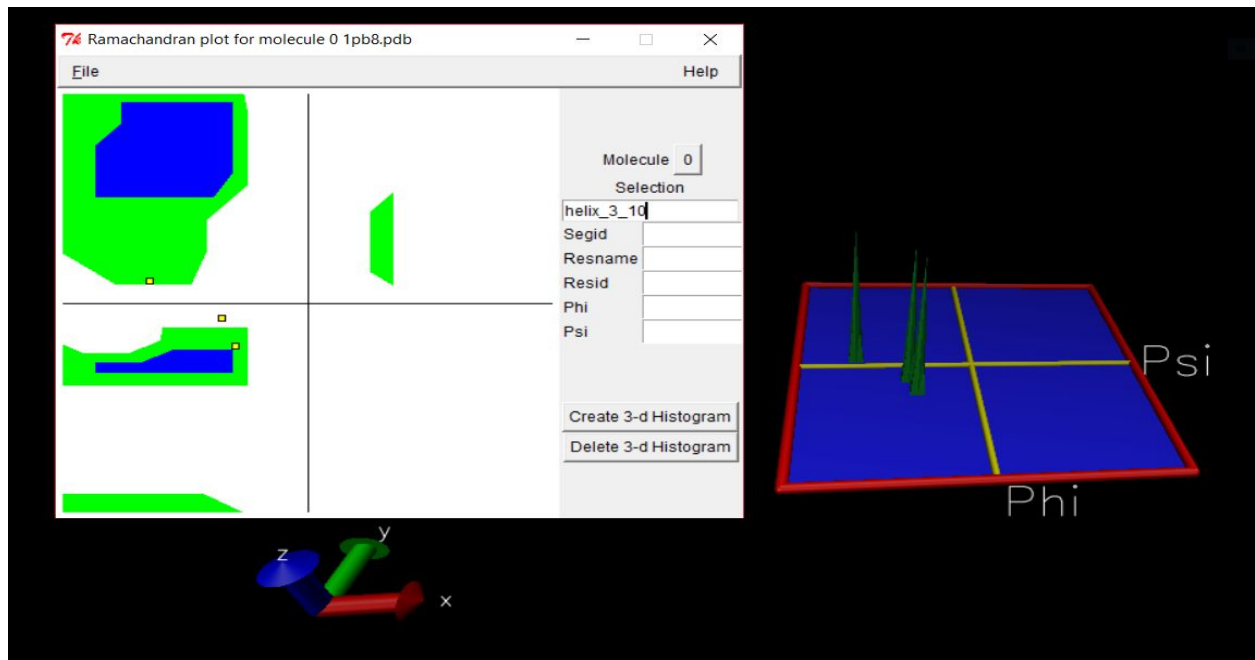 7k Ramachandran plot for molecule 0 1pb8.pdb
File Help
Molecule 0
Selection
helix_3_10
Segid
Resname
Resid
Phi
Psi
Create 3-d Histogram
Delete 3-d Histogram
Psi
Phi
y
z
x